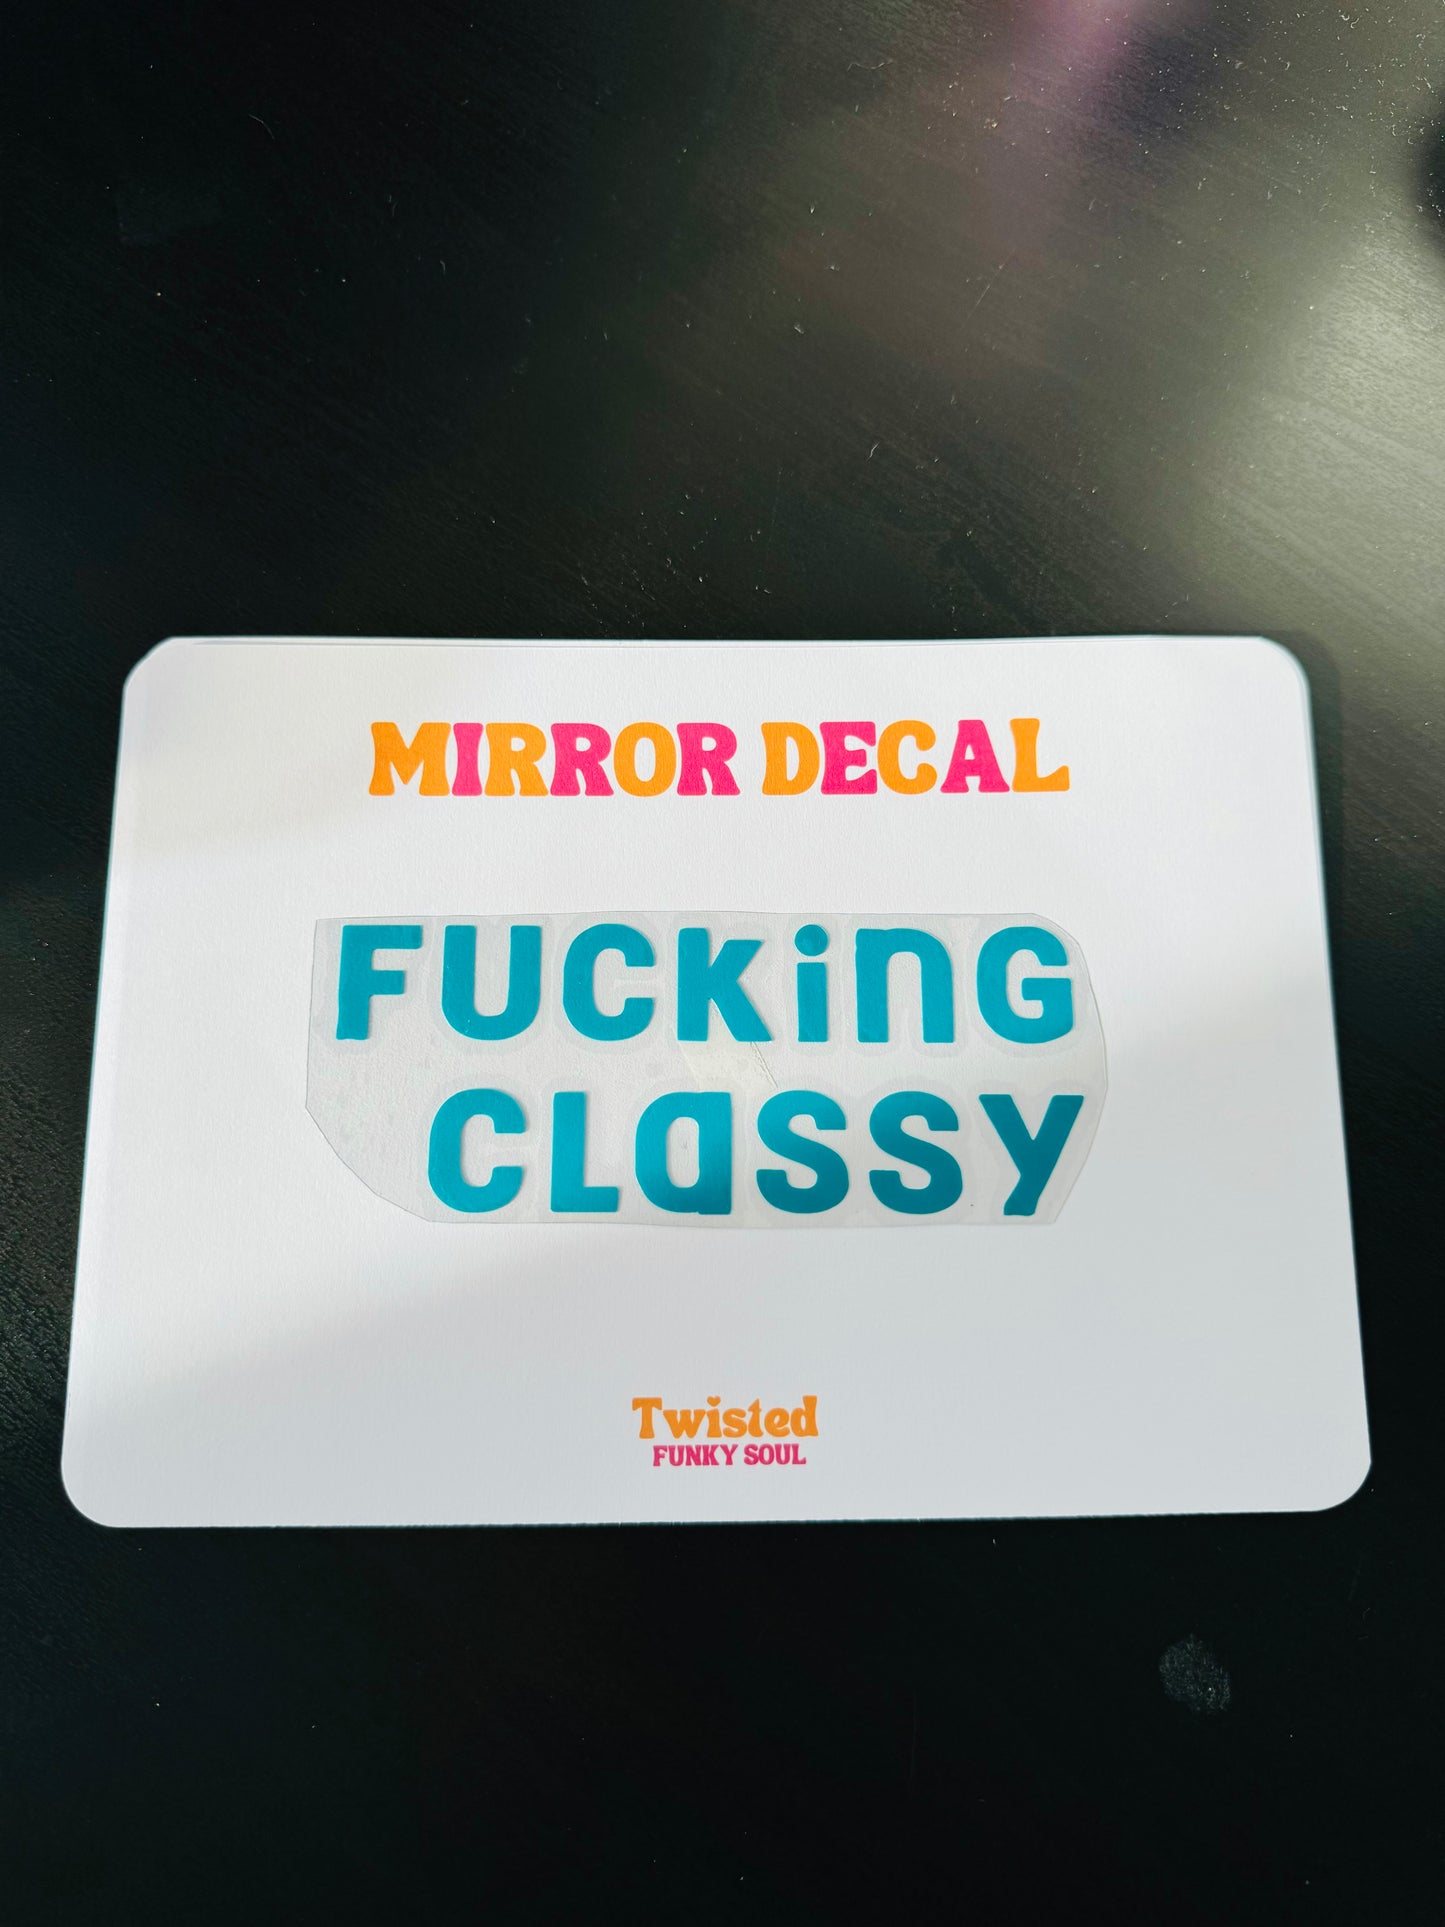 MIRROR DECAL
FUCKiNG
CLaSSY
Twisted
FUNKY SOUL